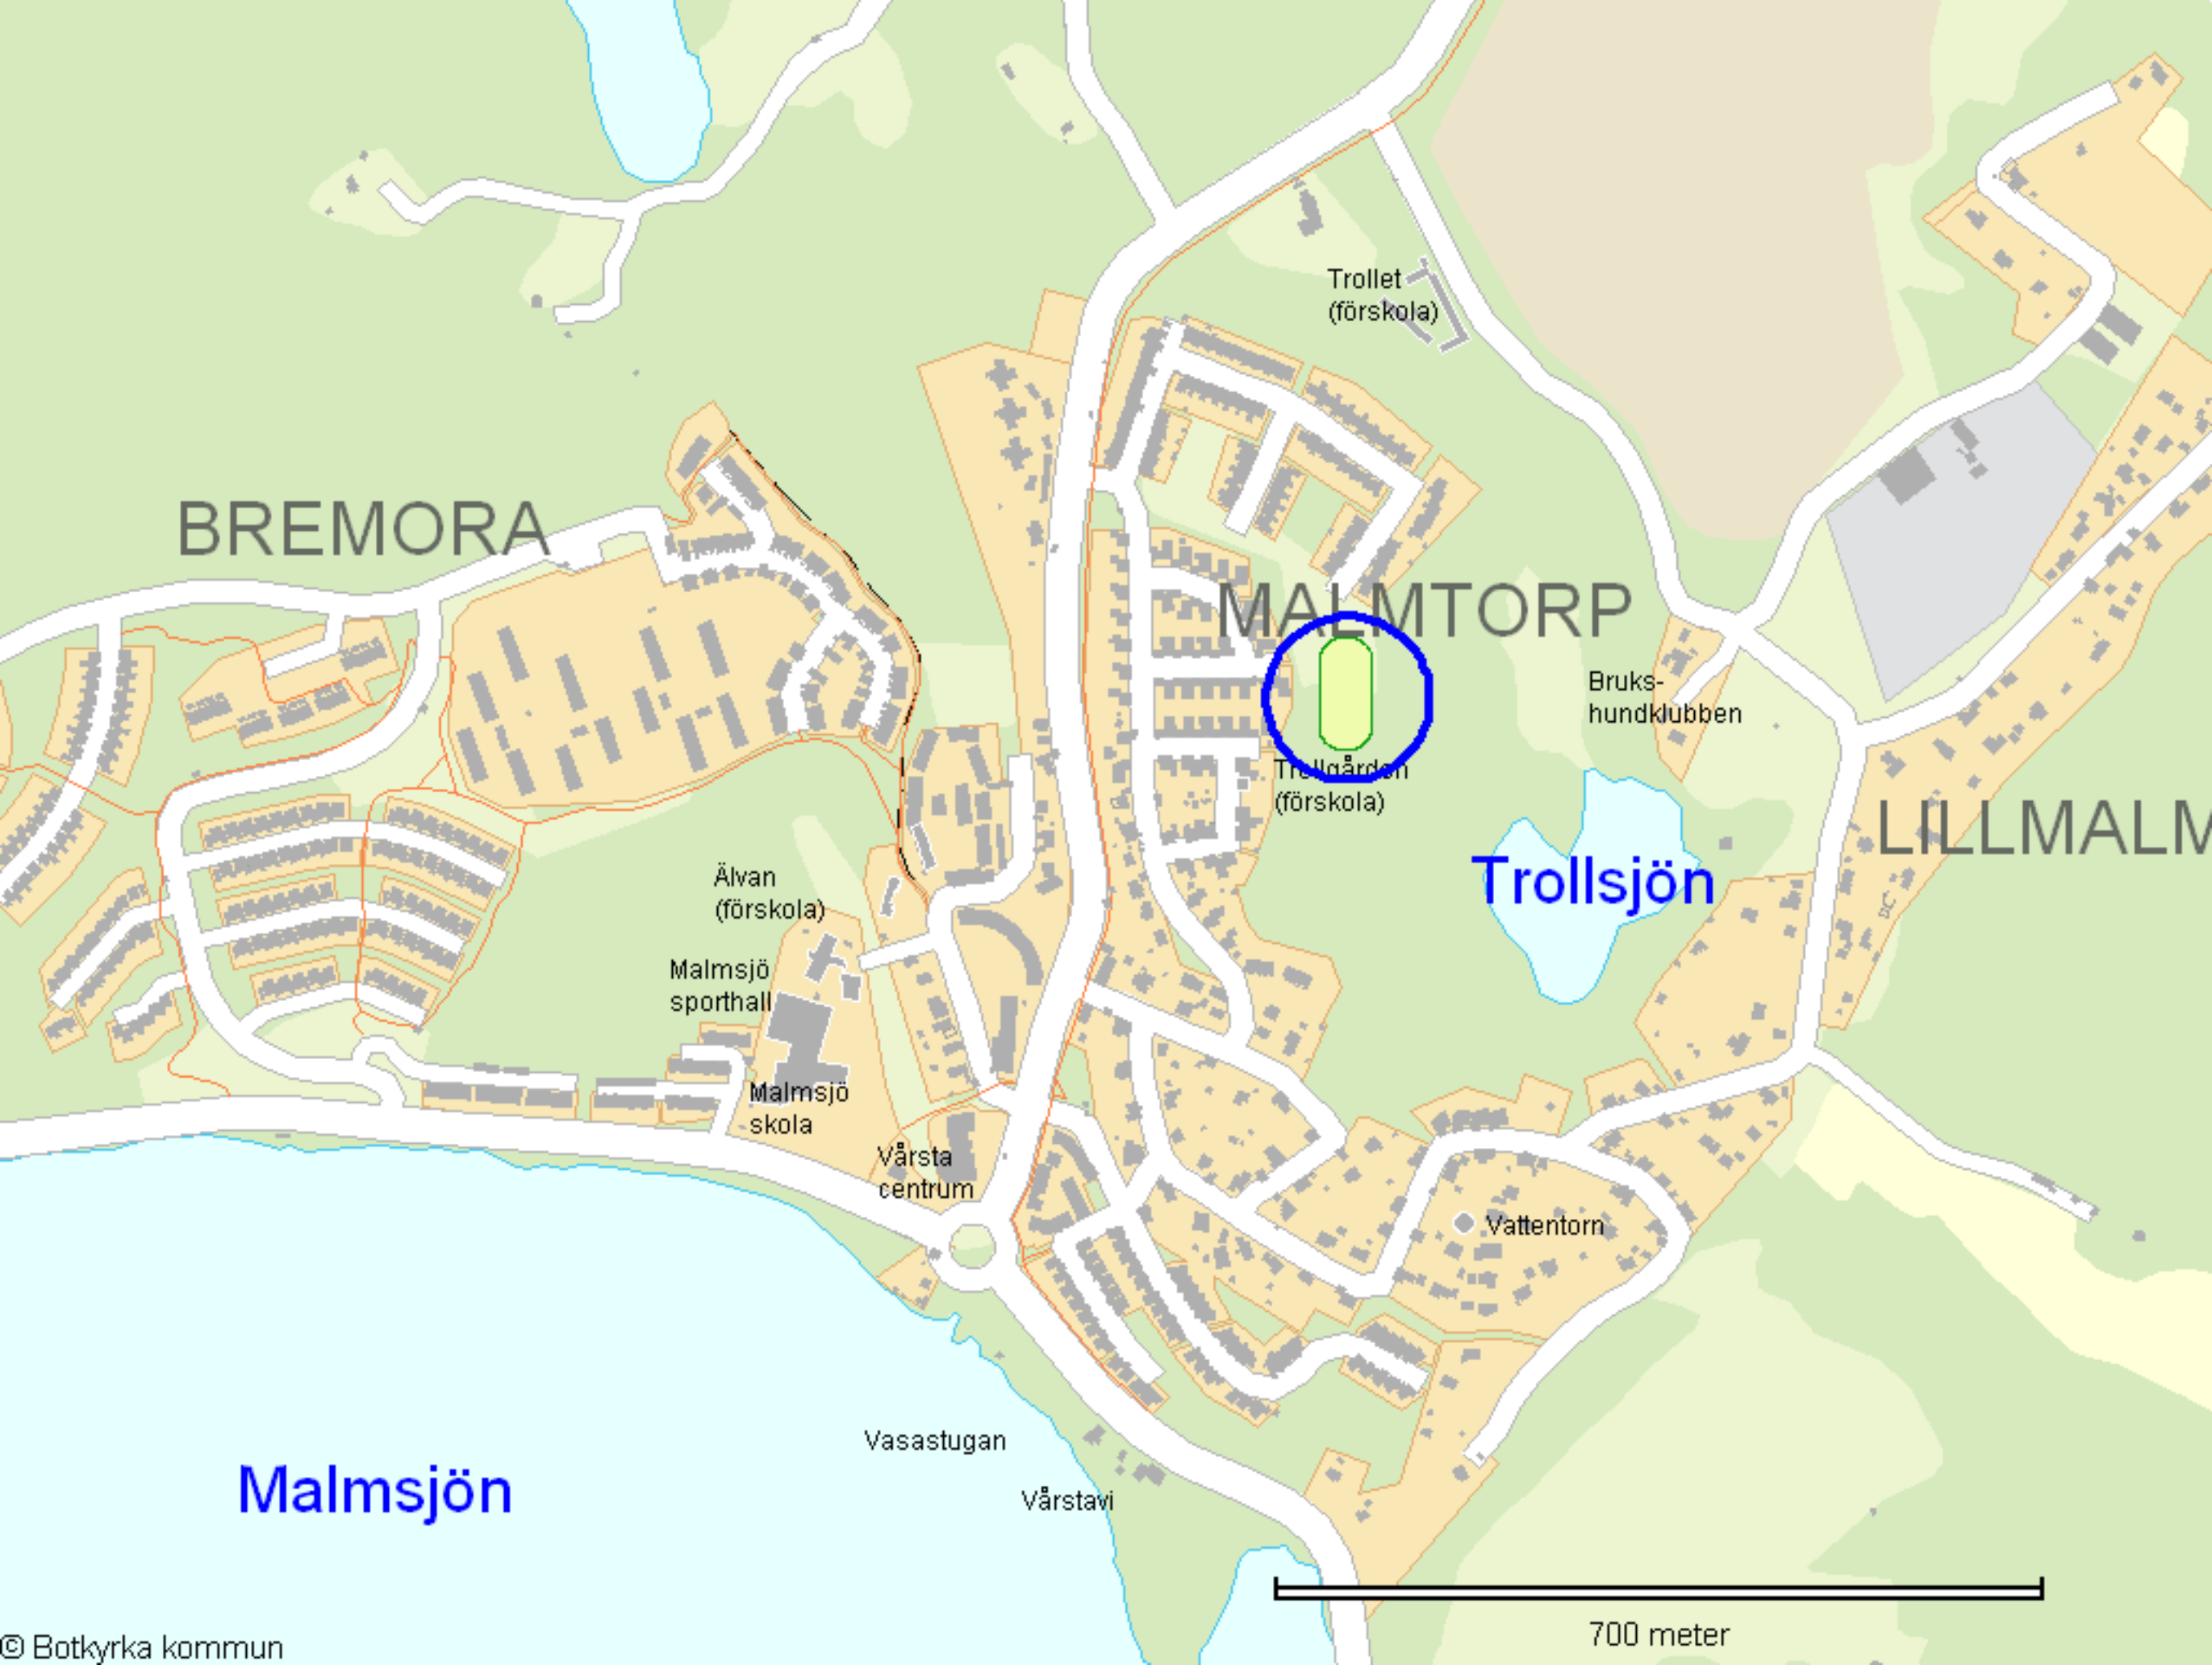 Trollet
(förskola)
BREMORA
MALMTORP
Bruks-
hundklubben
Trollgården
(förskola)
LILLMALM
Trollsjön
Älvan
(förskola)
Malmsjö
sporthall
Malmsjö
skola
Vårsta
centrum
Vattentorn
Vasastugan
Vårstavi
Malmsjön
700 meter
© Botkyrka kommun